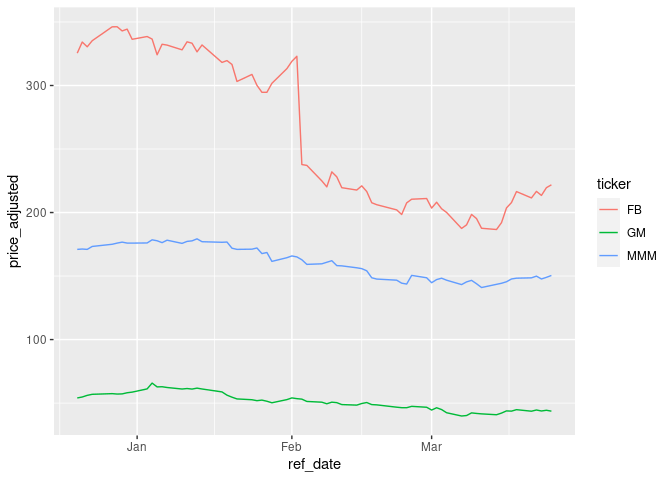 price_adjusted
300
200
100
Jan Feb Mar
ref_date
ticker
FB
GM
MMM